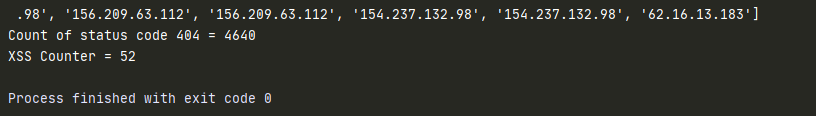 .98', '156.209.63.112', '156.209.63.112', '154.237.132.98', '154.237.132.98', '62.16.13.183']
Count of status code 404 = 4640
XSS Counter = 52
Process finished with exit code 0